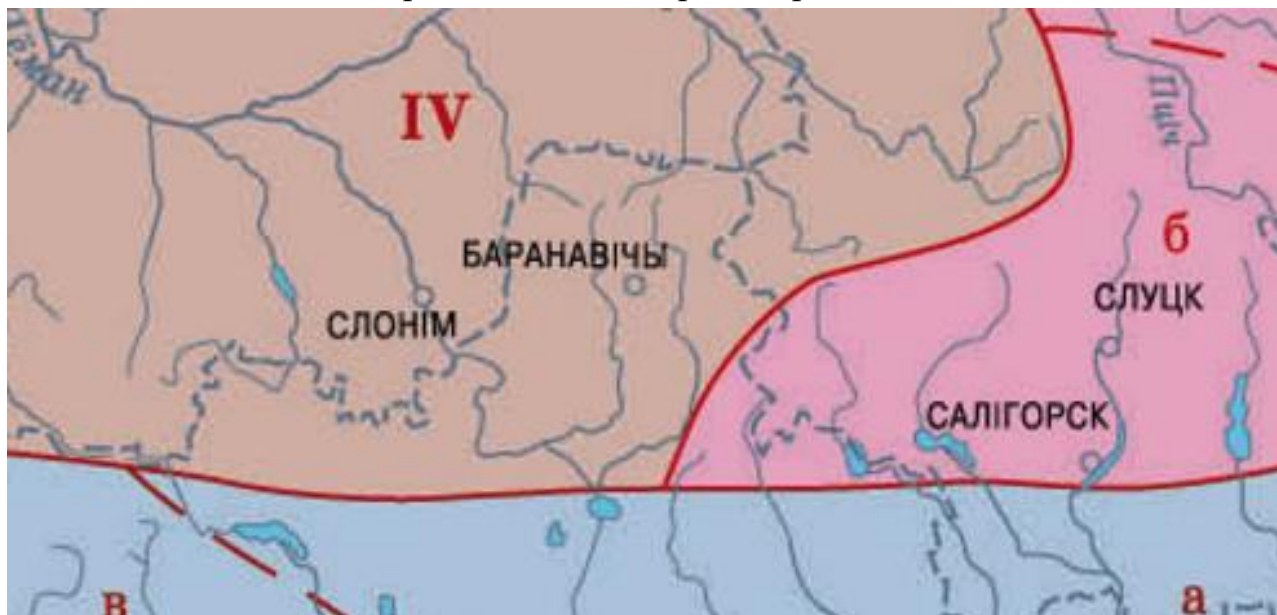 Нёман
IV
Пціч
б
БАРАНАВІЧЫ
СЛУЦК
СЛОНІМ
САЛІГОРСК
в
а